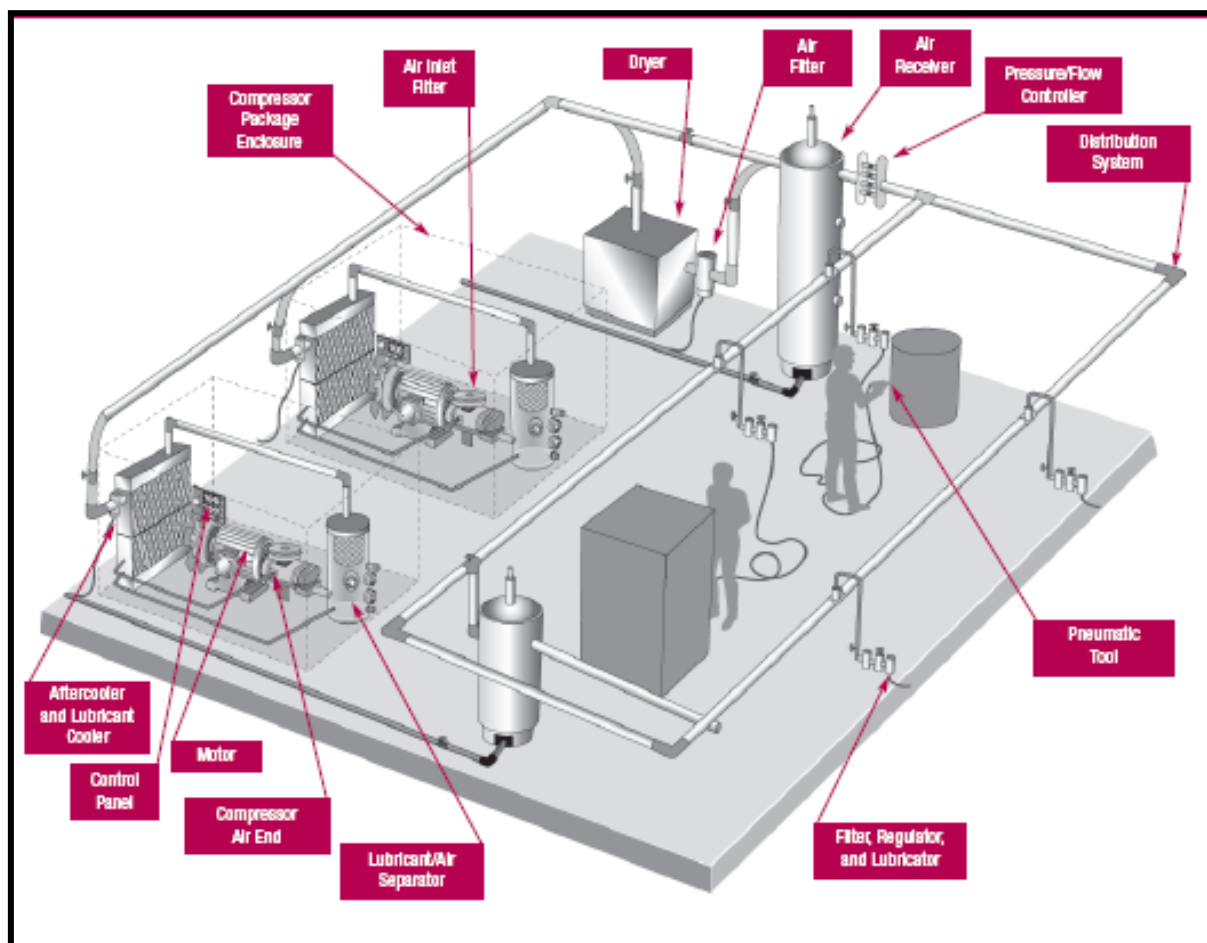 Air Inlet
Filter
Dryer
Air
Filter
Air
Receiver
Pressure/Flow
Controller
Compressor
Package
Enclosure
Distribution
System
Aftercooler
and Lubricant
Cooler
Motor
Control
Panel
Compressor
Air End
Lubricant/Air
Separator
Pneumatic
Tool
Filter, Regulator,
and Lubricator